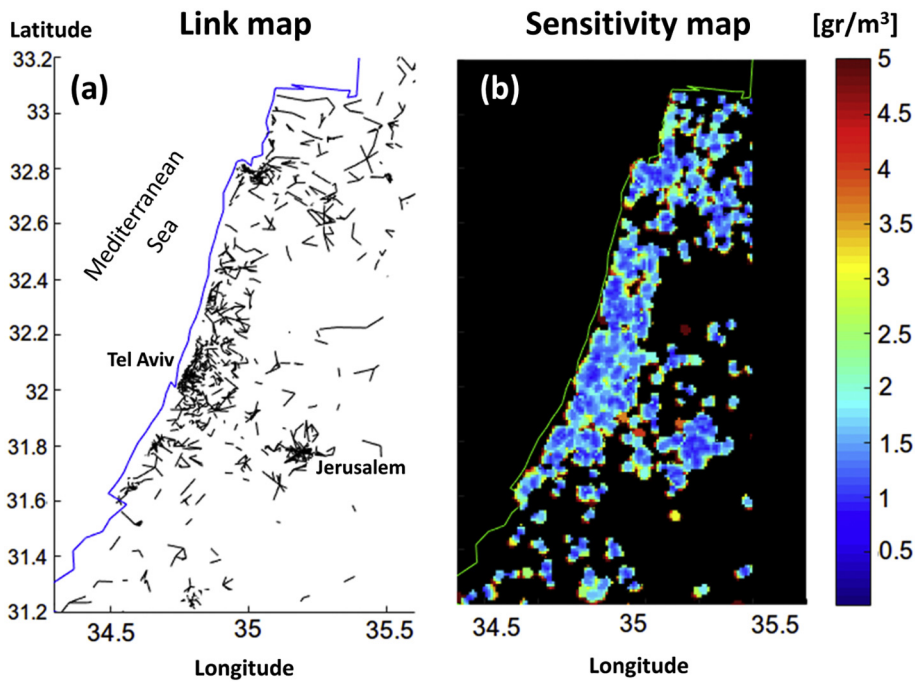 Link map
Sensitivity map
[gr/m³]
Latitude
(a)
(b)
33.2
33
32.8
32.6
32.4
32.2
32
31.8
31.6
31.4
31.2
Mediterranean
Sea
Tel Aviv
Jerusalem
34.5
35
35.5
Longitude
34.5
35
35.5
Longitude
5
4.5
4
3.5
3
2.5
2
1.5
1
0.5